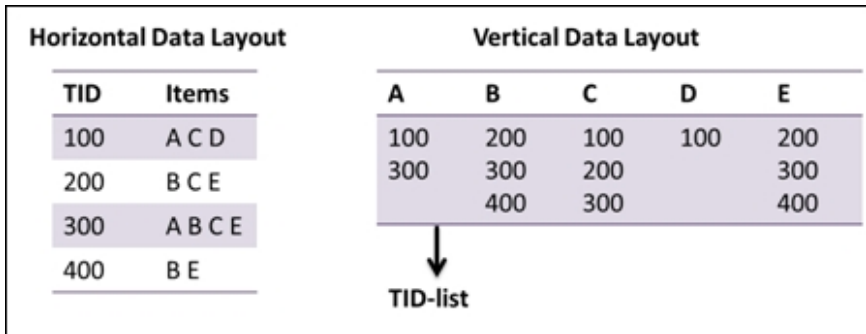 Horizontal Data Layout
TID Items
100 A C D
200 B C E
300 A B C E
400 B E
Vertical Data Layout
A B C D E
100 200 100 100 200
300 300 200 300
400 300 400
TID-list